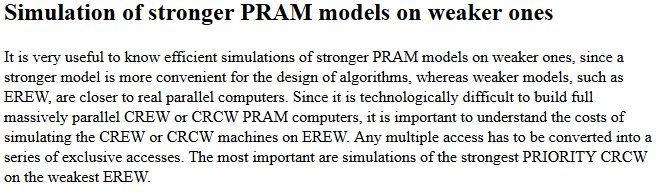 Simulation of stronger PRAM models on weaker ones
It is very useful to know efficient simulations of stronger PRAM models on weaker ones, since a
stronger model is more convenient for the design of algorithms, whereas weaker models, such as
EREW, are closer to real parallel computers. Since it is technologically difficult to build full
massively parallel CREW or CRCW PRAM computers, it is important to understand the costs of
simulating the CREW or CRCW machines on EREW. Any multiple access has to be converted into a
series of exclusive accesses. The most important are simulations of the strongest PRIORITY CRCW
on the weakest EREW.